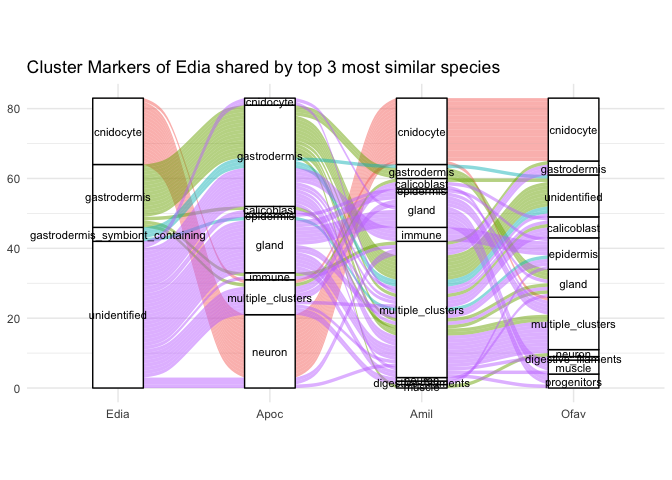 Cluster Markers of Edia shared by top 3 most similar species
80
60
40
20
0
cnidocyte
gastrodermis
gastrodermis_symbiont_containing
unidentified
cnidocyte
gastrodermis
calicoblast
epidermis
gland
immune
multiple_clusters
neuron
cnidocyte
gastrodermis
calicoblast
epidermis
gland
immune
multiple_clusters
digestive_filaments
muscle
cnidocyte
gastrodermis
unidentified
calicoblast
epidermis
gland
multiple_clusters
neuron
digestive_filaments
muscle
progenitors
Edia
Apoc
Amil
Ofav